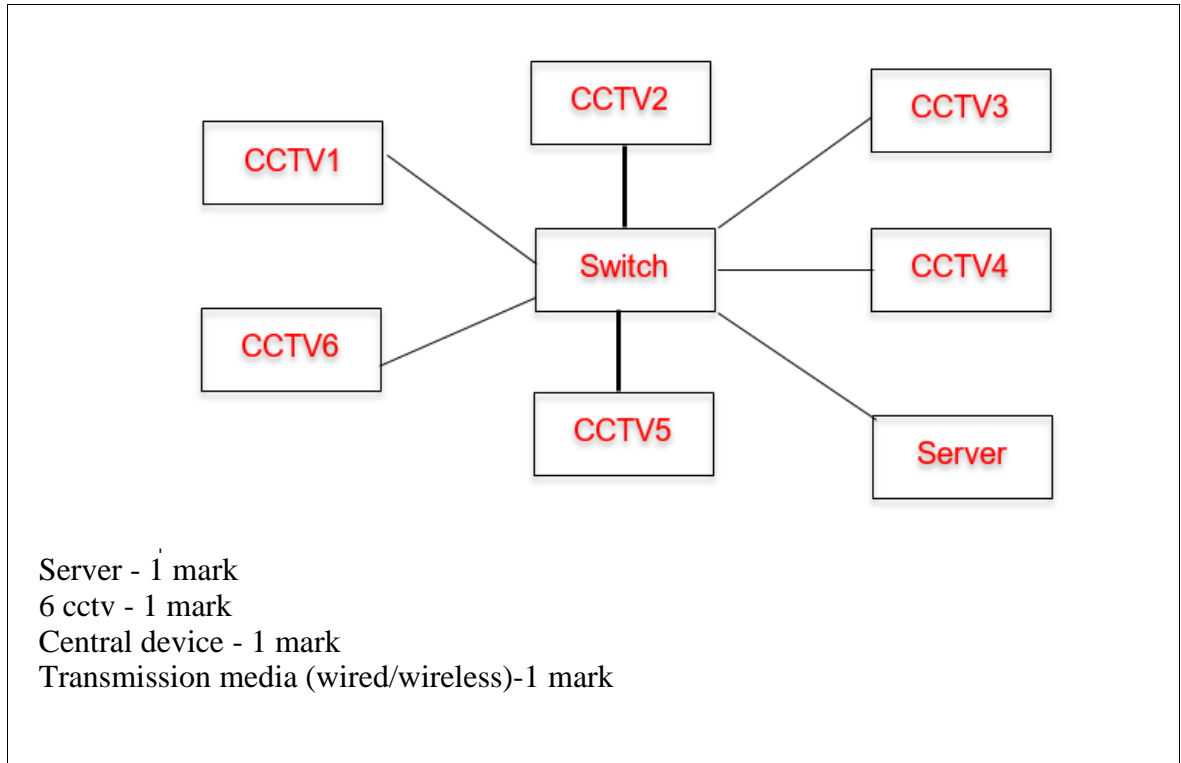 CCTV2
CCTV3
CCTV1
Switch
CCTV4
CCTV6
CCTV5
Server
Server - 1 mark
6 cctv - 1 mark
Central device - 1 mark
Transmission media (wired/wireless)-1 mark